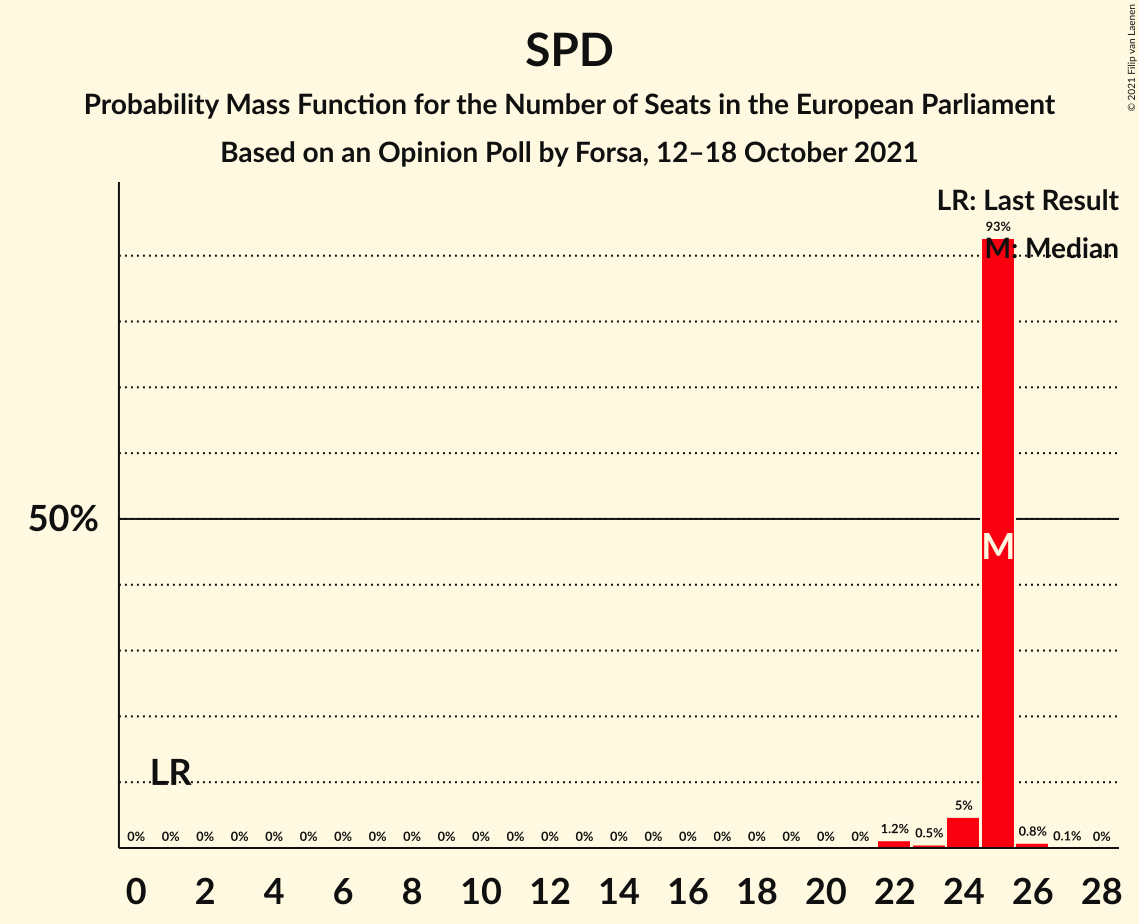 SPD
Probability Mass Function for the Number of Seats in the European Parliament
Based on an Opinion Poll by Forsa, 12–18 October 2021
© 2021 Filip van Laenen
LR: Last Result
93%
M: Median
50%
M
LR
5%
0% 0% 0% 0% 0% 0% 0% 0% 0% 0% 0% 0% 0% 0% 0% 0% 0% 0% 0% 0% 0% 0% 1.2% 0.5% 0.8% 0.1% 0%
0 2 4 6 8 10 12 14 16 18 20 22 24 26 28